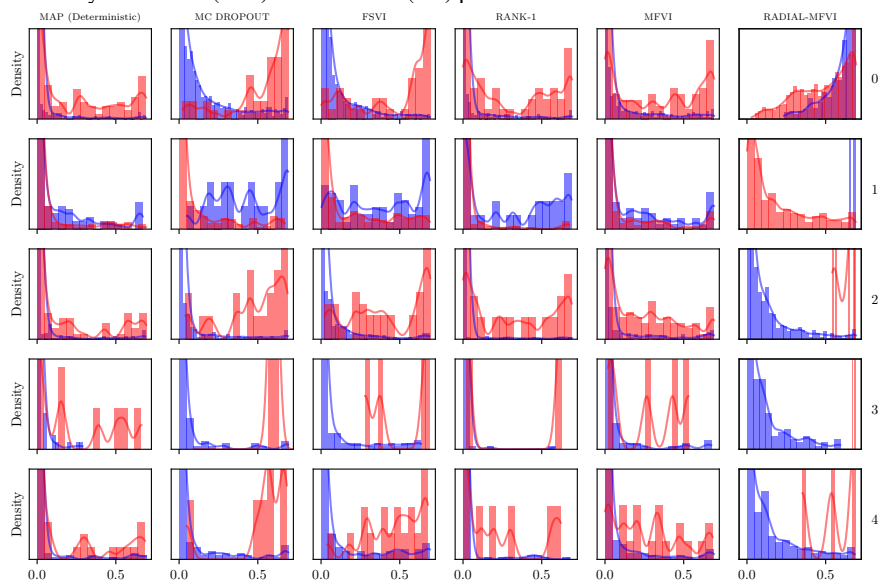 MAP (Deterministic) MC DROPOUT FSVI RANK-1 MFVI RADIAL-MFVI
Density 0
Density 1
Density 2
Density 3
Density 4
0.0 0.5 0.0 0.5 0.0 0.5 0.0 0.5 0.0 0.5 0.0 0.5